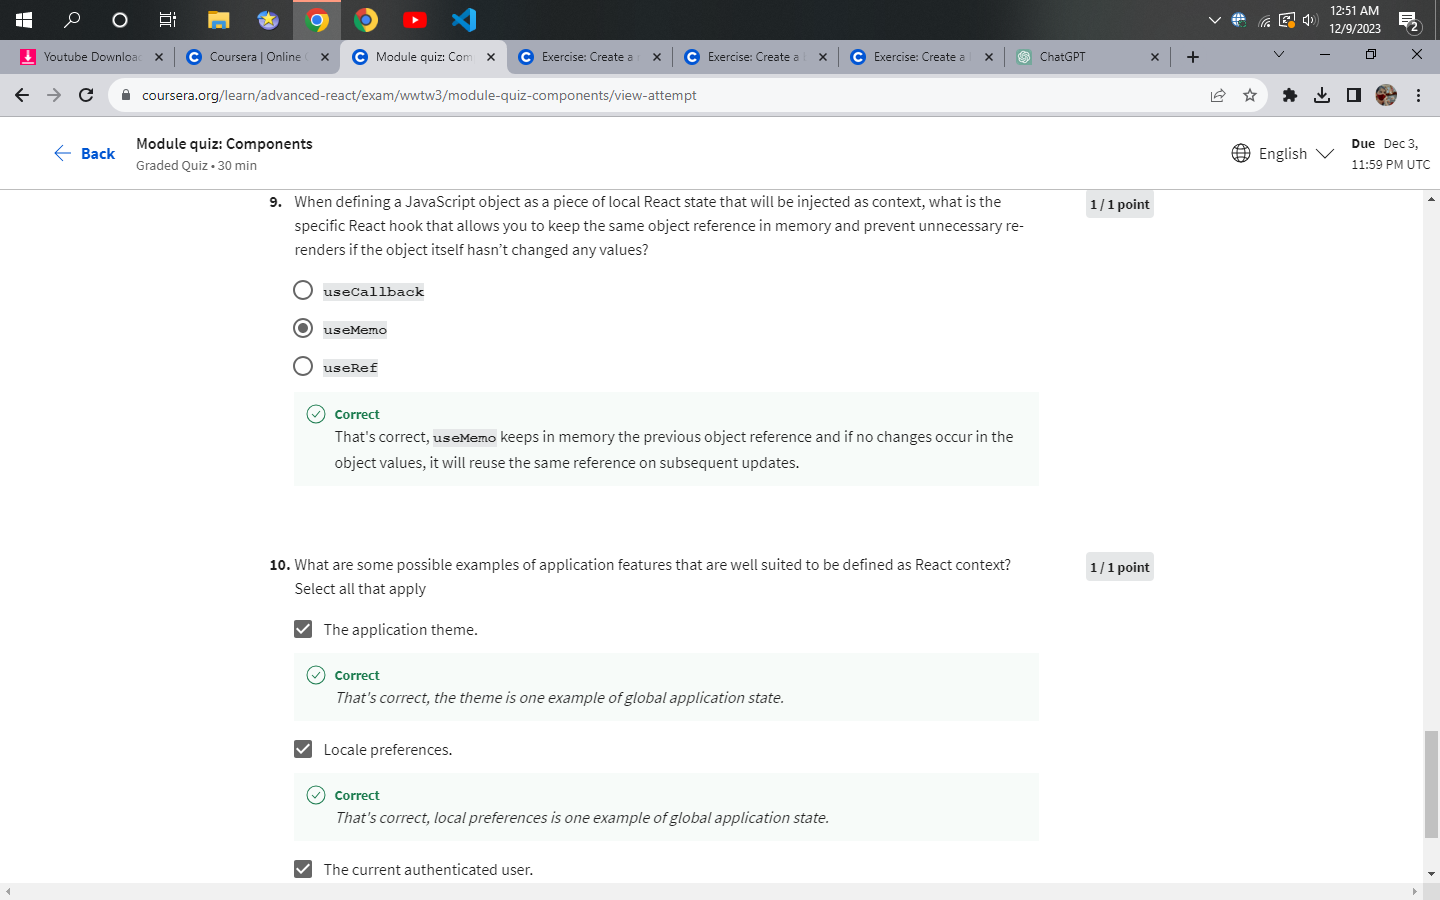 12:51 AM
12/9/2023
2
Youtube Downloa
Coursera | Online
Module quiz: Com
Exercise: Create a
Exercise: Create a
Exercise: Create a
ChatGPT
coursera.org/learn/advanced-react/exam/wwtw3/module-quiz-components/view-attempt
Back
Module quiz: Components
Graded Quiz • 30 min
English
Due Dec 3,
11:59 PM UTC
9. When defining a JavaScript object as a piece of local React state that will be injected as context, what is the
specific React hook that allows you to keep the same object reference in memory and prevent unnecessary re-
renders if the object itself hasn’t changed any values?
1 / 1 point
useCallback
useMemo
useRef
Correct
That's correct, useMemo keeps in memory the previous object reference and if no changes occur in the
object values, it will reuse the same reference on subsequent updates.
10. What are some possible examples of application features that are well suited to be defined as React context?
Select all that apply
1 / 1 point
The application theme.
Correct
That's correct, the theme is one example of global application state.
Locale preferences.
Correct
That's correct, local preferences is one example of global application state.
The current authenticated user.